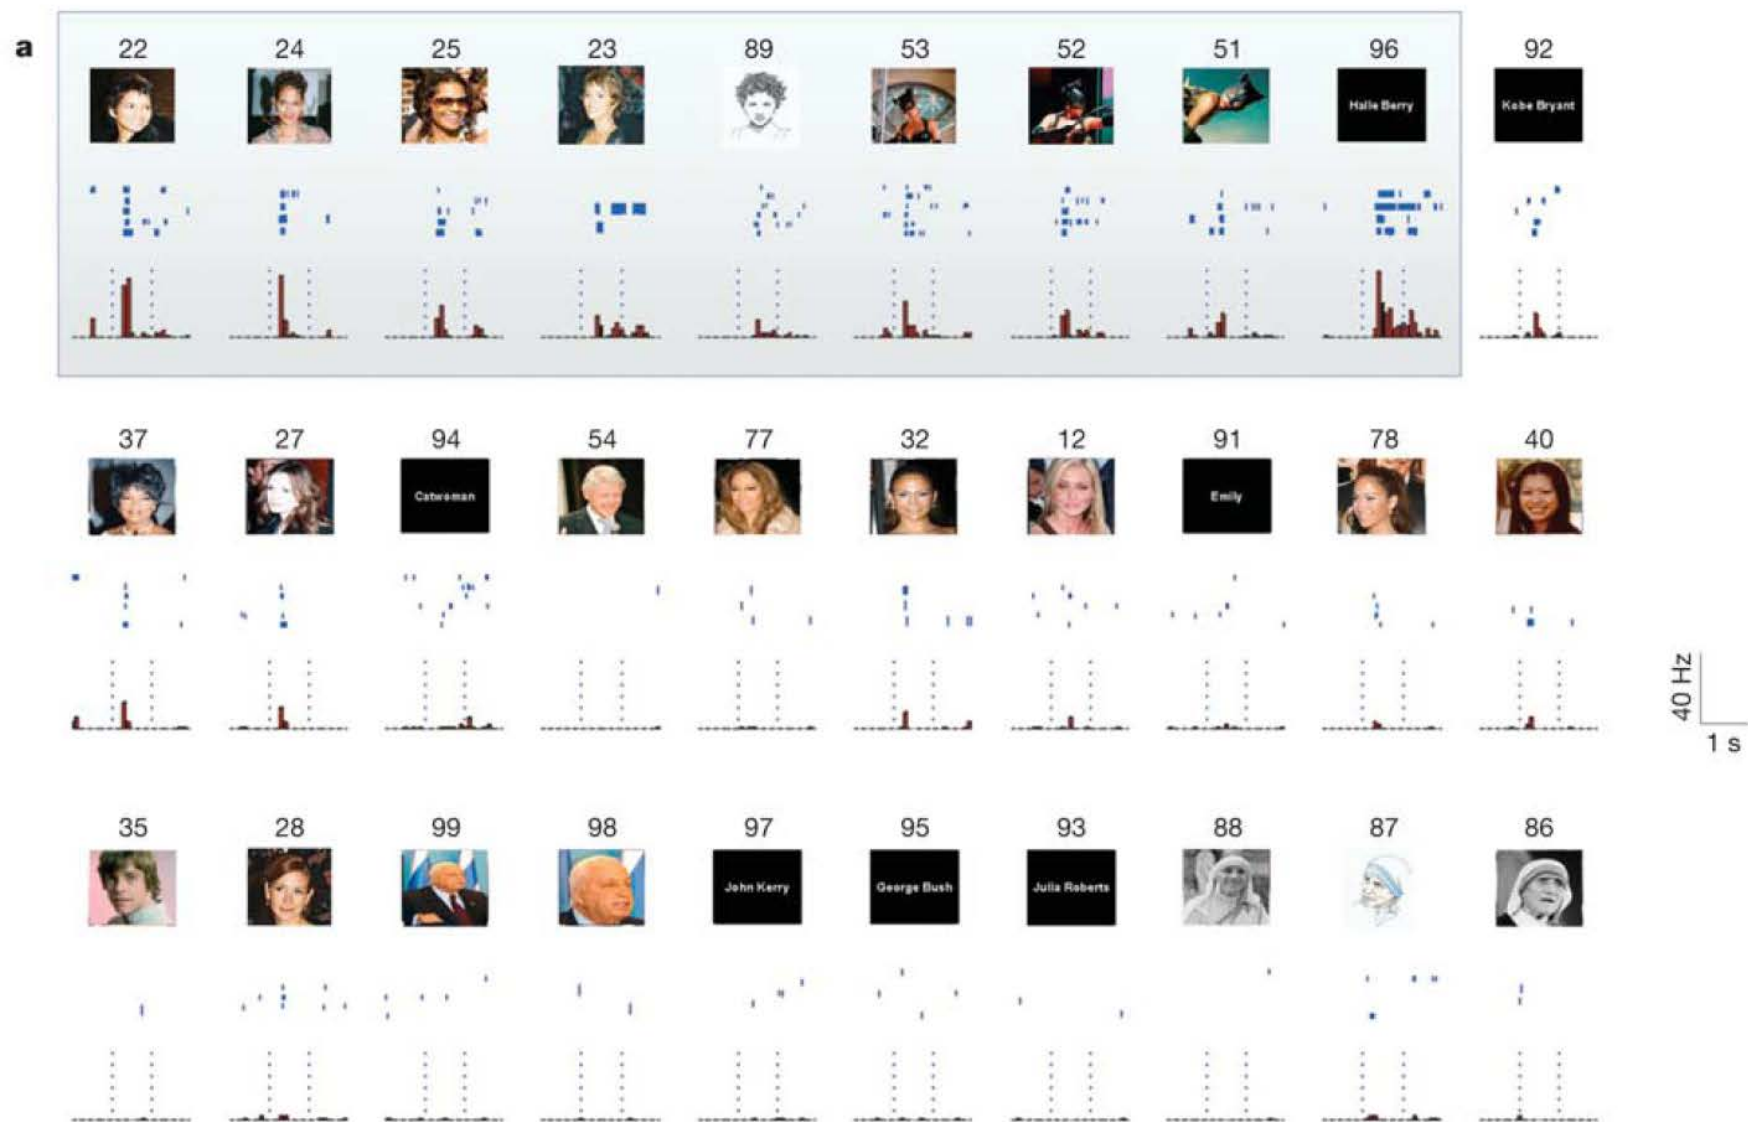 a
22 24 25 23 89 53 52 51 96 92
Halle Berry
Kobe Bryant
37 27 94 54 77 32 12 91 78 40
Catwoman
Emily
40 Hz
1 s
35 28 99 98 97 95 93 88 87 86
John Kerry
George Bush
Julia Roberts